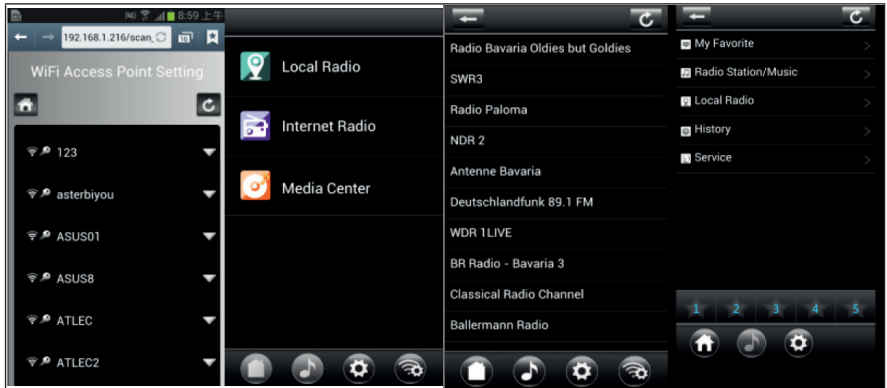 8:59 上午
192.168.1.216/scan_
WiFi Access Point Setting
123
asterbiyou
ASUS01
ASUS8
ATLEC
ATLEC2
Local Radio
Internet Radio
Media Center
Radio Bavaria Oldies but Goldies
SWR3
Radio Paloma
NDR 2
Antenne Bavaria
Deutschlandfunk 89.1 FM
WDR 1LIVE
BR Radio - Bavaria 3
Classical Radio Channel
Ballermann Radio
My Favorite
Radio Station/Music
Local Radio
History
Service
1 2 3 4 5